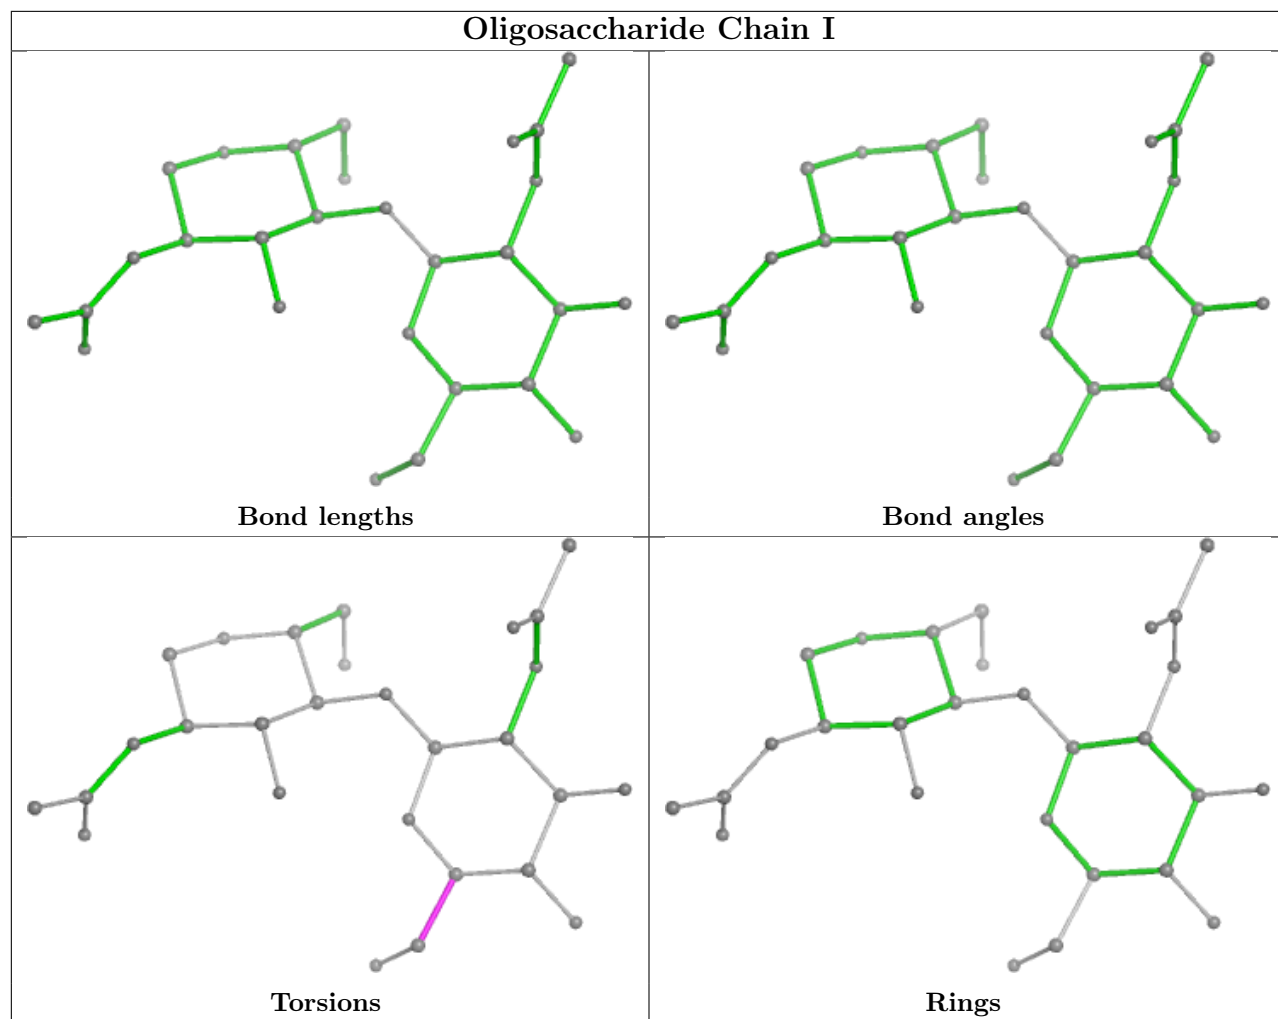 Oligosaccharide Chain I
Bond lengths
Bond angles
Torsions
Rings